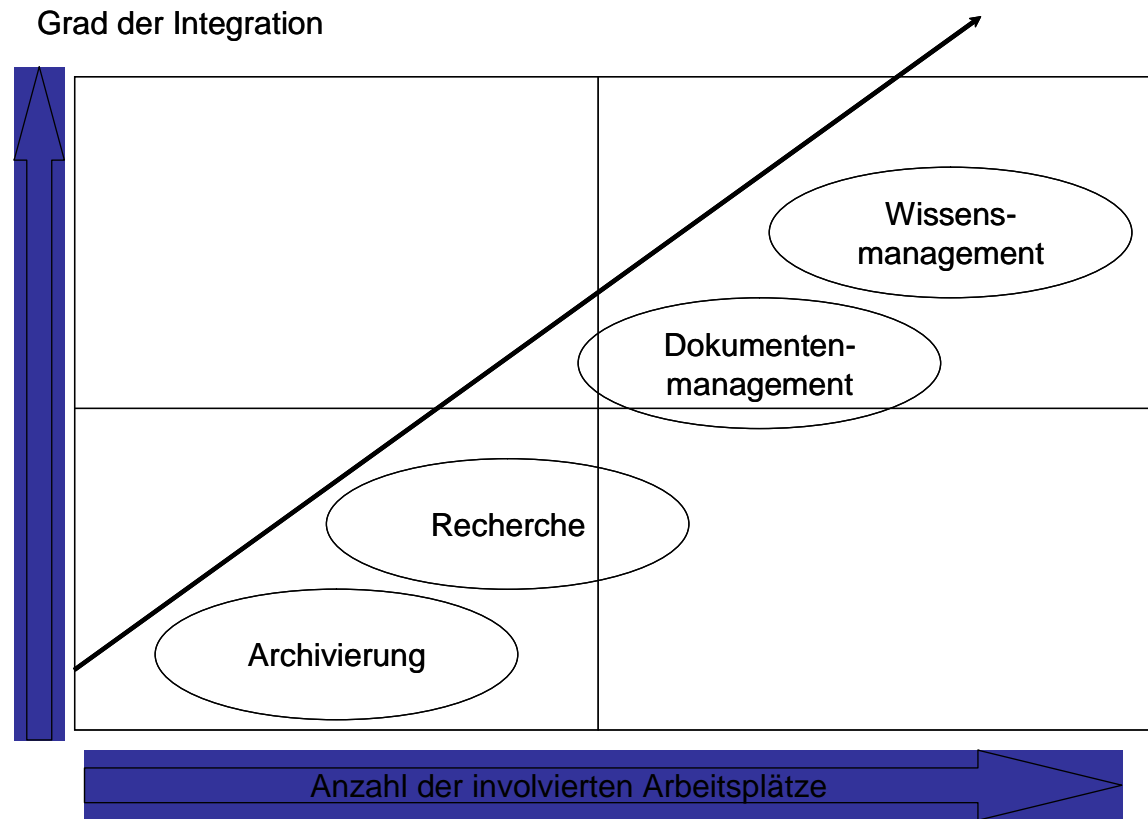 Grad der Integration
Wissens-
management
Dokumenten-
management
Recherche
Archivierung
Anzahl der involvierten Arbeitsplätze